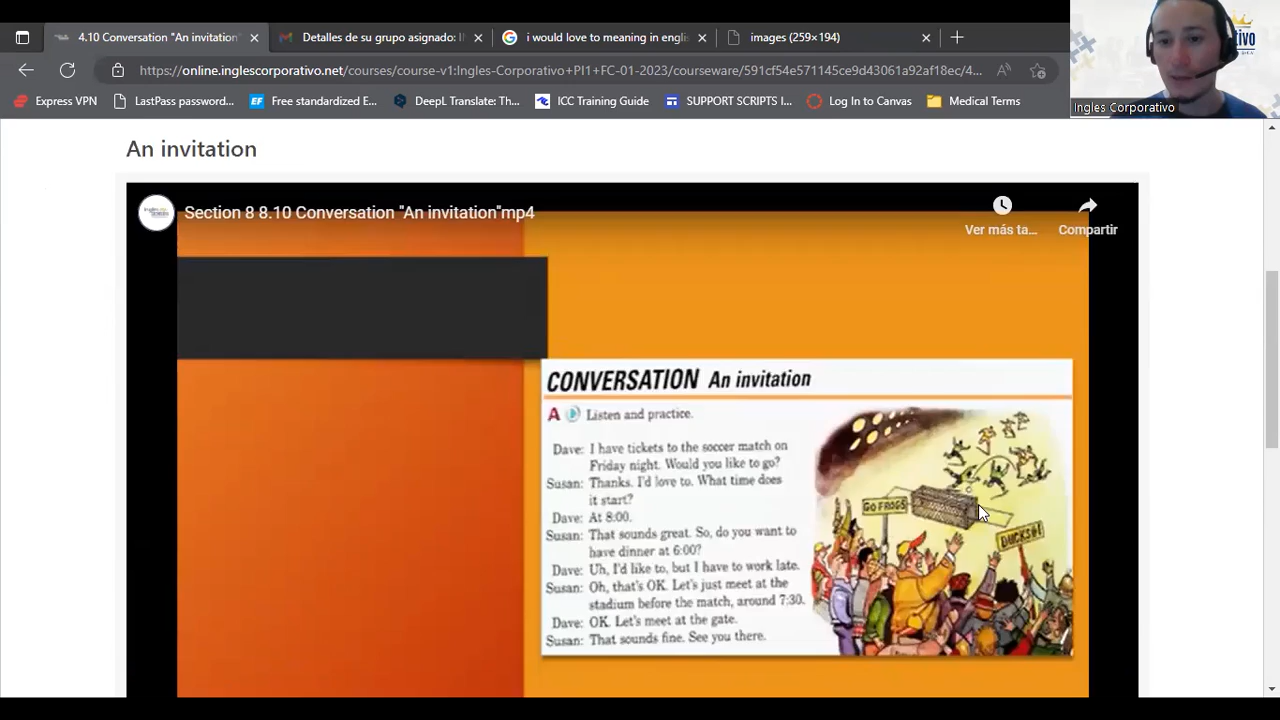 4.10 Conversation "An invitation"
Detalles de su grupo asignado: I
i would love to meaning in engli
images (259×194)
https://online.inglescorporativo.net/courses/course-v1:Ingles-Corporativo+PI1+FC-01-2023/courseware/591cf54e571145ce9d43061a92af18ec/4...
Express VPN
LastPass password...
EF Free standardized E...
DeepL Translate: Th...
ICC Training Guide
SUPPORT SCRIPTS I...
Log In to Canvas
Medical Terms
Ingles Corporativo
An invitation
Section 8 8.10 Conversation "An invitation"mp4
Ver más ta...
Compartir
CONVERSATION An invitation
A Listen and practice.
Dave: I have tickets to the soccer match on
Friday night. Would you like to go?
Susan: Thanks. I'd love to. What time does
it start?
Dave: At 8:00.
Susan: That sounds great. So, do you want to
have dinner at 6:00?
Dave: Uh, I'd like to, but I have to work late.
Susan: Oh, that's OK. Let's just meet at the
stadium before the match, around 7:30.
Dave: OK. Let's meet at the gate.
Susan: That sounds fine. See you there.
GO FROGS
DUCKS #1